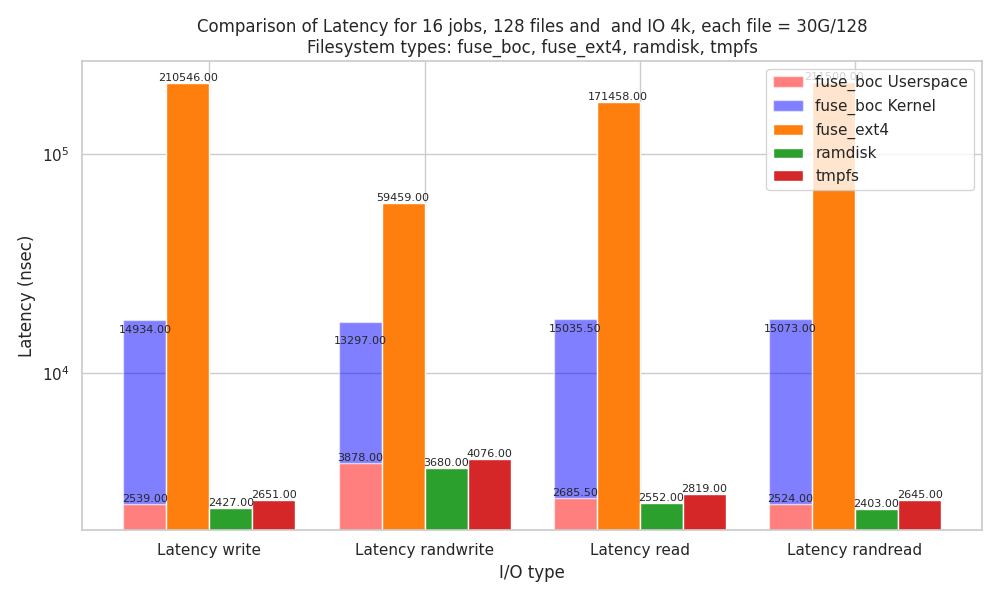 Comparison of Latency for 16 jobs, 128 files and  and IO 4k, each file = 30G/128
Filesystem types: fuse_boc, fuse_ext4, ramdisk, tmpfs
fuse_boc Userspace
fuse_boc Kernel
fuse_ext4
ramdisk
tmpfs
Latency (nsec)
10⁵
10⁴
210546.00
59459.00
171458.00
14934.00
13297.00
15035.50
15073.00
2539.00
2427.00
2651.00
3878.00
3680.00
4076.00
2685.50
2552.00
2819.00
2524.00
2403.00
2645.00
Latency write
Latency randwrite
Latency read
Latency randread
I/O type